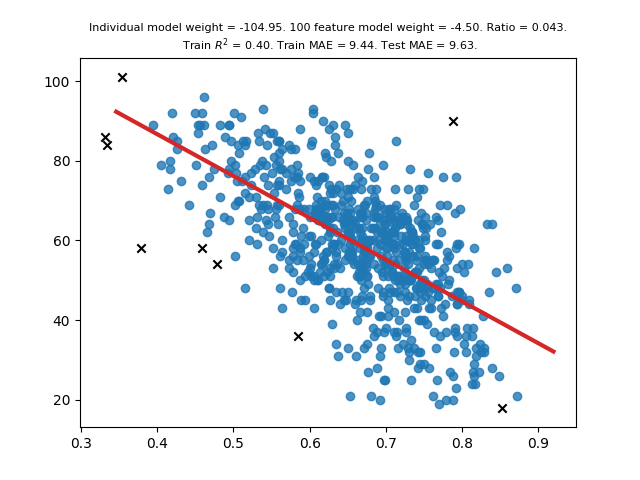 Individual model weight = -104.95. 100 feature model weight = -4.50. Ratio = 0.043.
Train R² = 0.40. Train MAE = 9.44. Test MAE = 9.63.
100
80
60
40
20
0.3 0.4 0.5 0.6 0.7 0.8 0.9